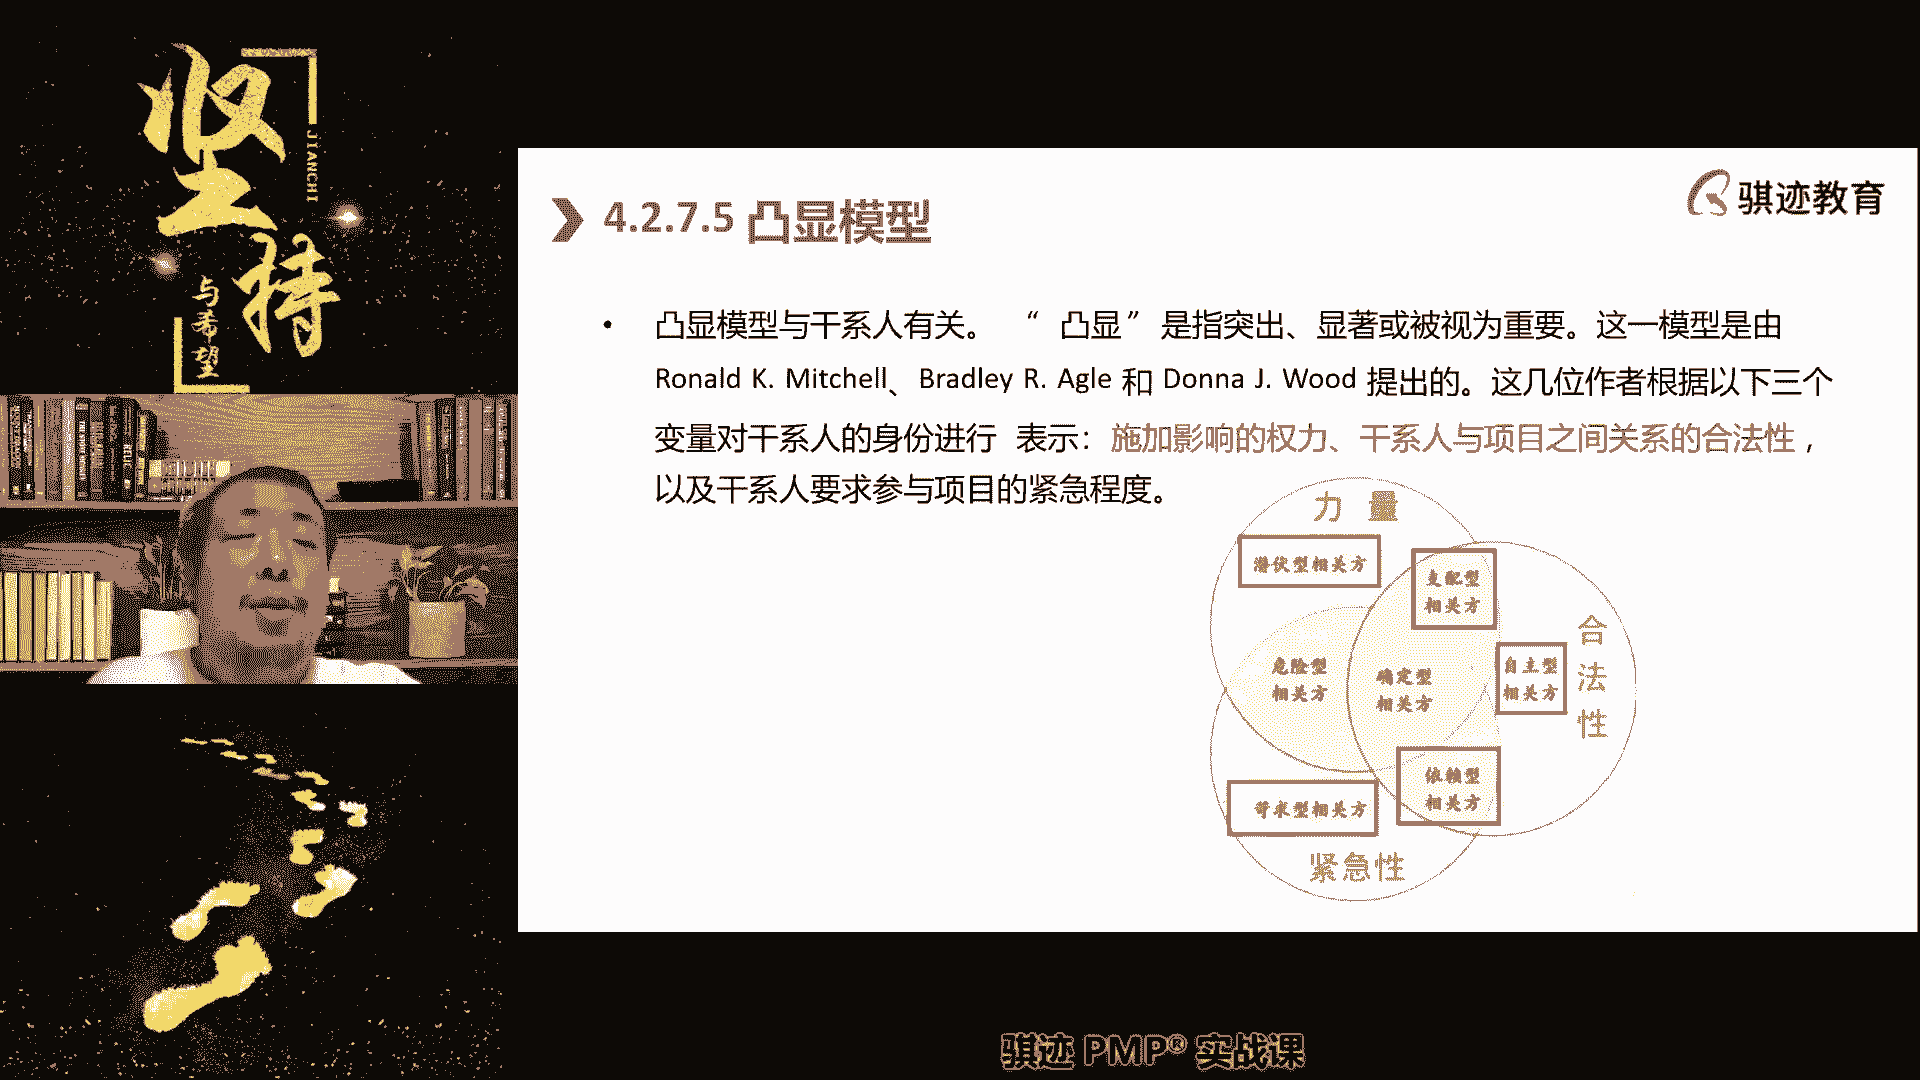 坚持
JIANCHI
与希望
骐迹教育
4.2.7.5 凸显模型
• 凸显模型与干系人有关。 “ 凸显 ” 是指突出、显著或被视为重要。这一模型是由
Ronald K. Mitchell、Bradley R. Agle 和 Donna J. Wood 提出的。这几位作者根据以下三个
变量对干系人的身份进行 表示：施加影响的权力、干系人与项目之间关系的合法性，
以及干系人要求参与项目的紧急程度。
力 量
潜伏型相关方
支配型
相关方
合法性
危险型
相关方
确定型
相关方
自主型
相关方
依赖型
相关方
苛求型相关方
紧急性
骐迹 PMP® 实战课